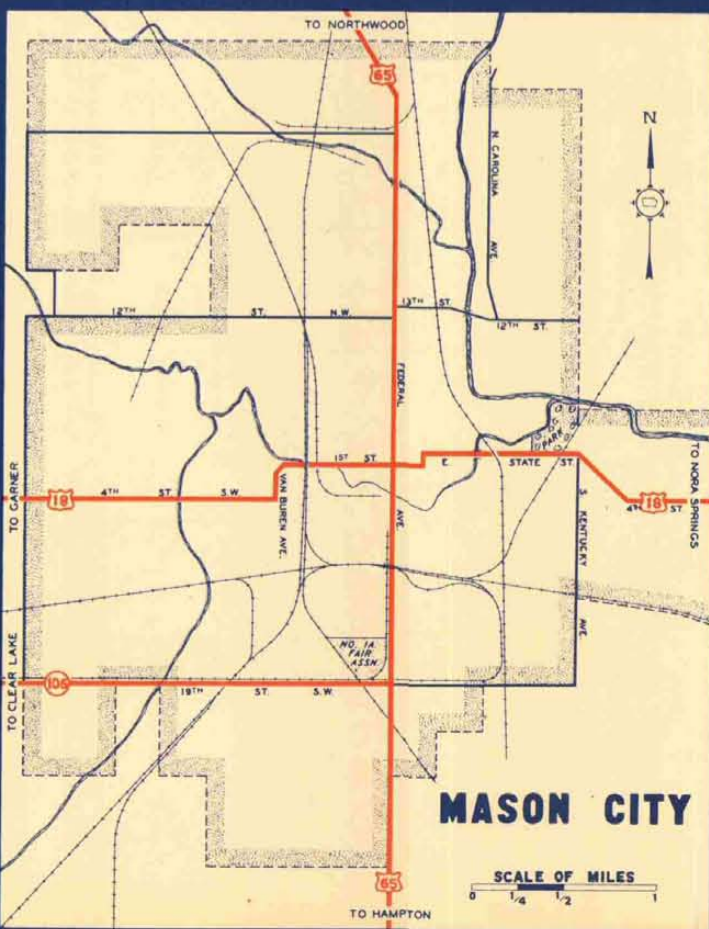 TO NORTHWOOD
65
N
N. CAROLINA AVE.
12TH ST. N.W.
13TH ST.
12TH ST.
FEDERAL AVE.
PARK
1ST ST.
E. STATE ST.
TO GARNER
18
4TH ST. S.W.
VAN BUREN AVE.
S. KENTUCKY AVE.
4TH ST.
18
TO NORA SPRINGS
NO. IA.
FAIR
ASSN.
TO CLEAR LAKE
106
19TH ST. S.W.
MASON CITY
SCALE OF MILES
0 1/4 1/2 1
65
TO HAMPTON